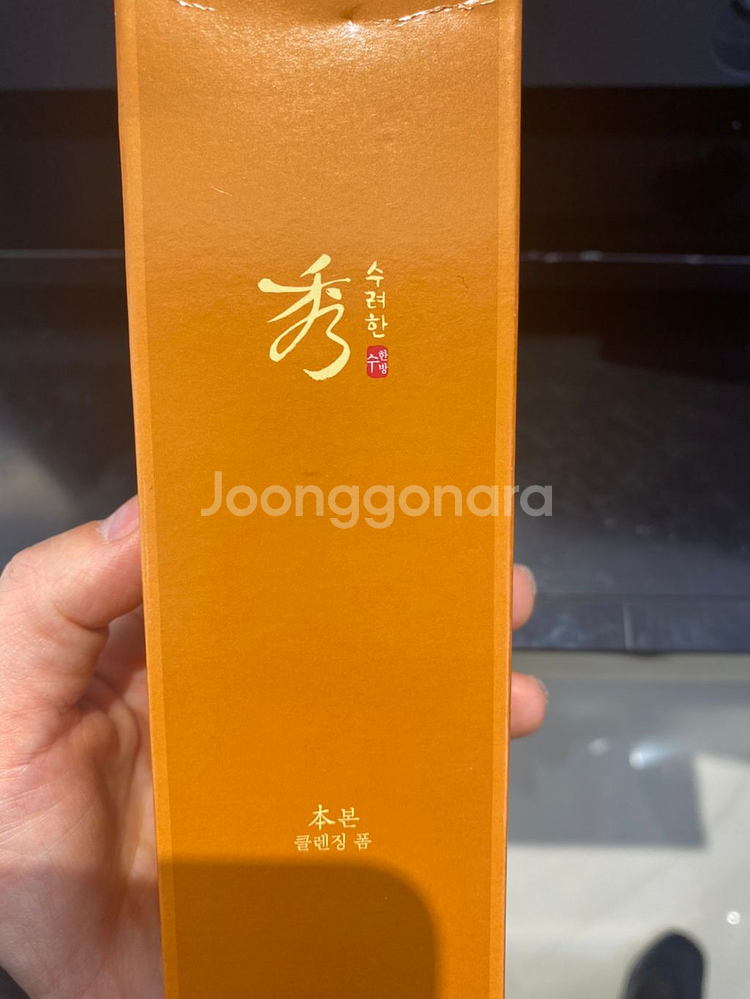 秀
수려한
수한방
Joonggonara
本본
클렌징 폼